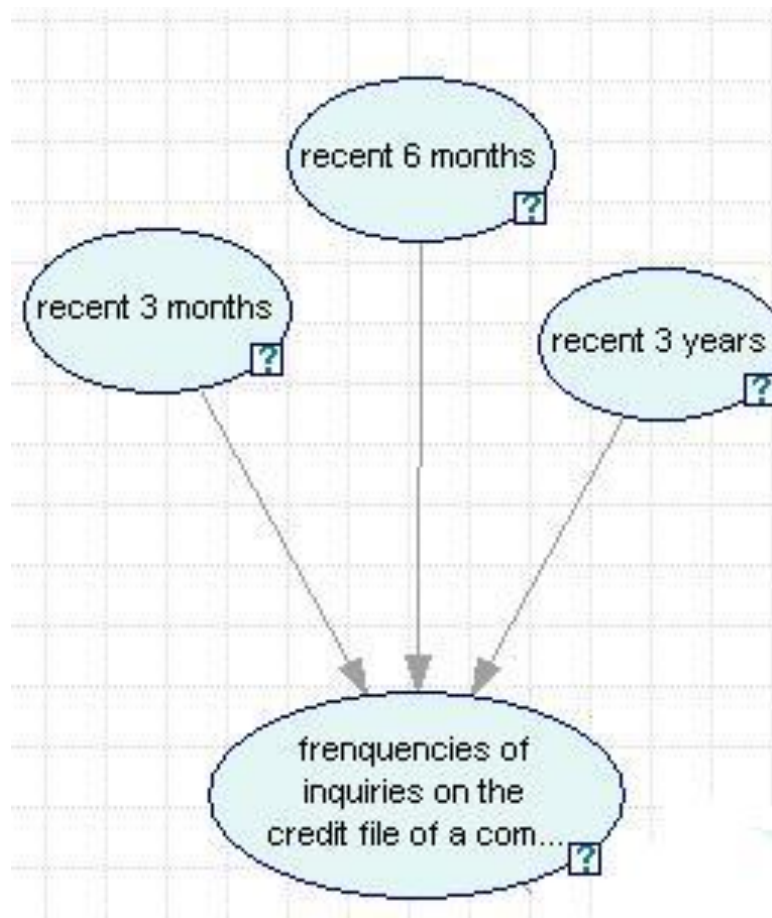 recent 6 months
?
recent 3 months
?
recent 3 years
?
frenquencies of
inquiries on the
credit file of a com...
?